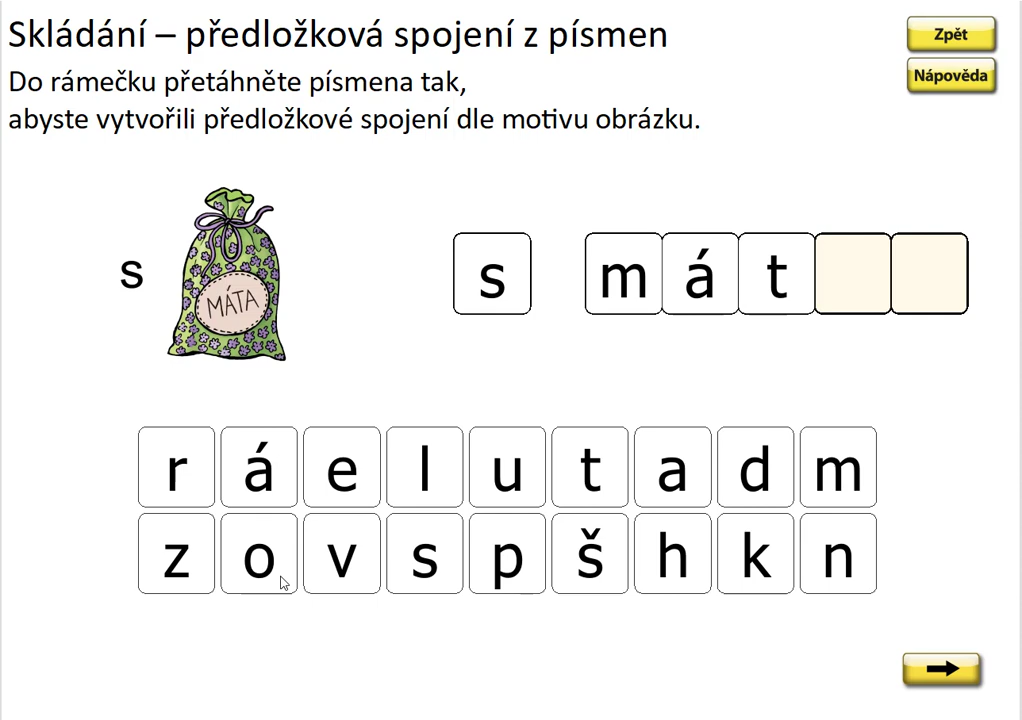 Skládání – předložková spojení z písmen
Zpět
Nápověda
Do rámečku přetáhněte písmena tak,
abyste vytvořili předložkové spojení dle motivu obrázku.
s
MÁTA
s m á t
r á e l u t a d m
z o v s p š h k n